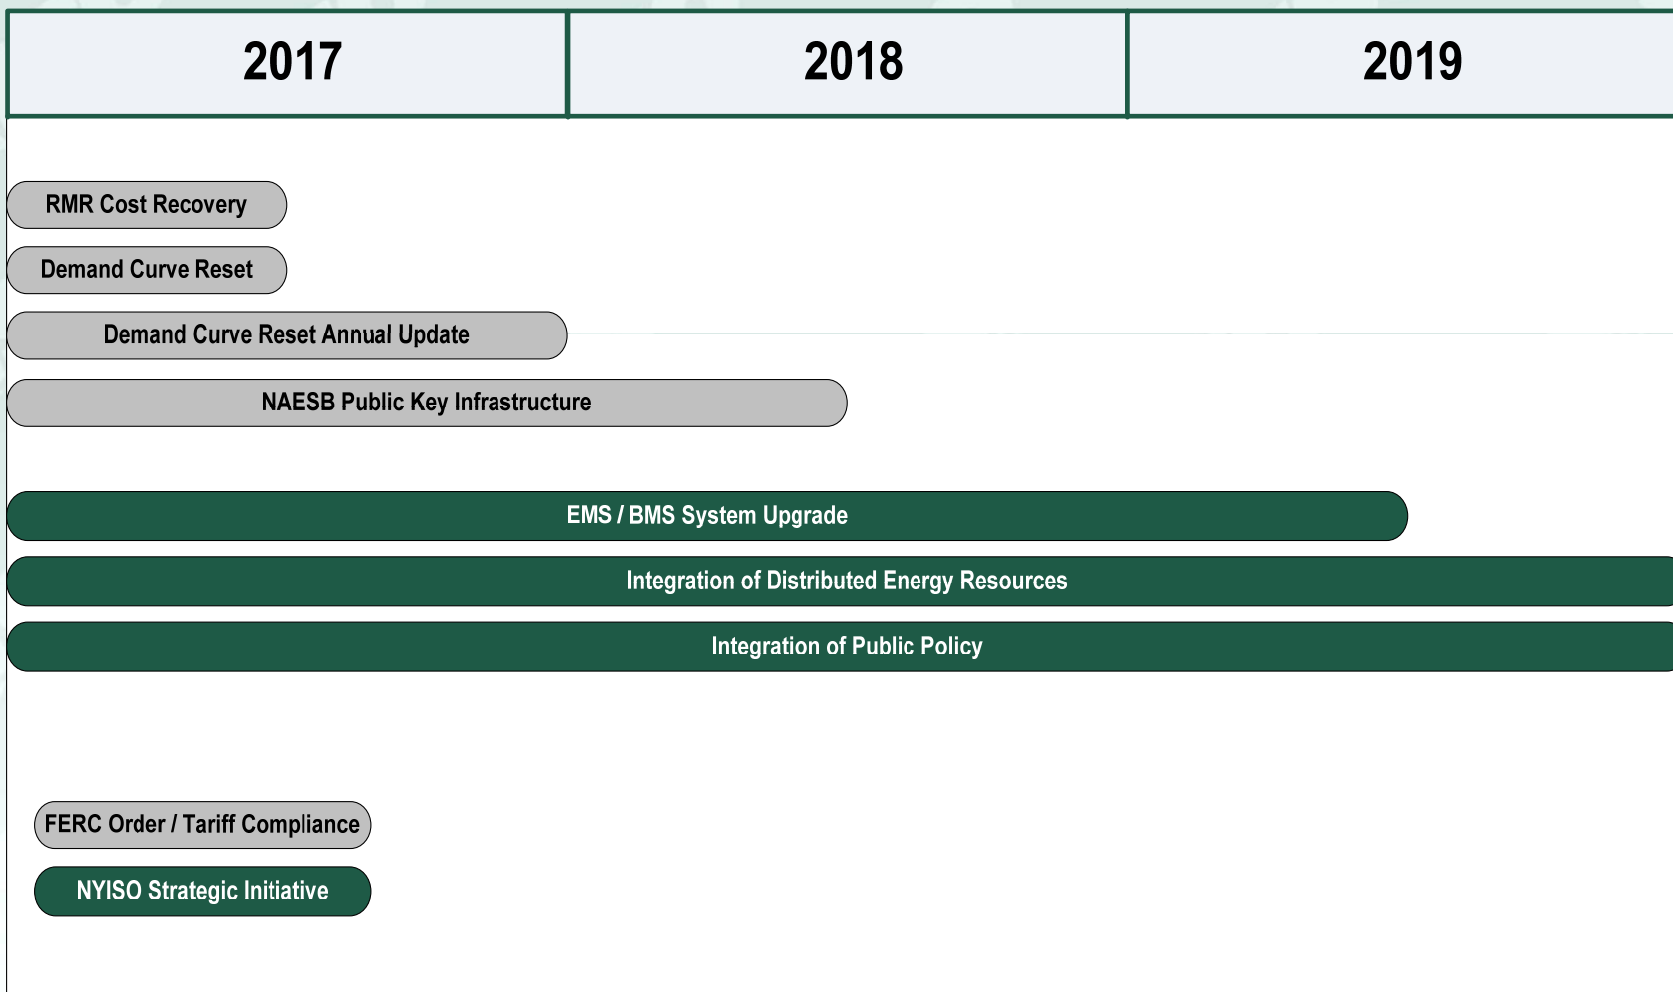 2017 2018 2019
RMR Cost Recovery
Demand Curve Reset
Demand Curve Reset Annual Update
NAESB Public Key Infrastructure
EMS / BMS System Upgrade
Integration of Distributed Energy Resources
Integration of Public Policy
FERC Order / Tariff Compliance
NYISO Strategic Initiative